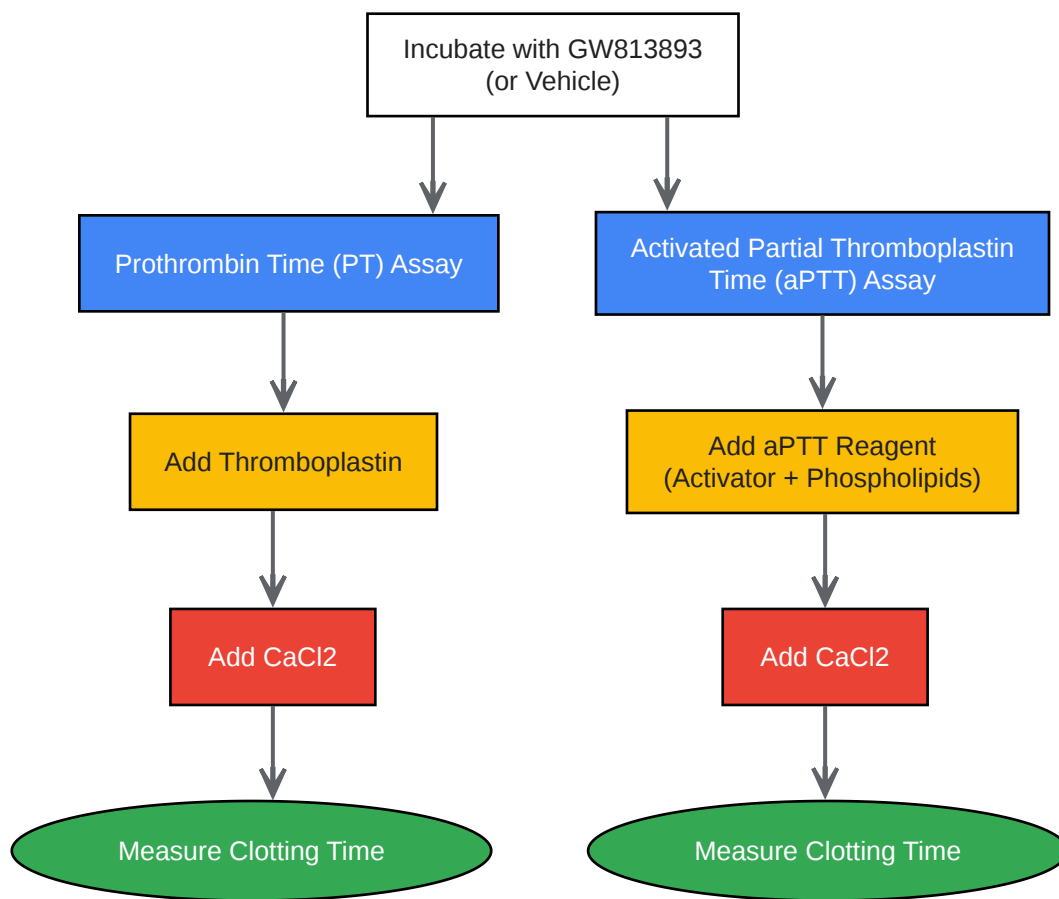 Incubate with GW813893
(or Vehicle)
Prothrombin Time (PT) Assay
Activated Partial Thromboplastin
Time (aPTT) Assay
Add Thromboplastin
Add aPTT Reagent
(Activator + Phospholipids)
Add CaCl2
Add CaCl2
Measure Clotting Time
Measure Clotting Time